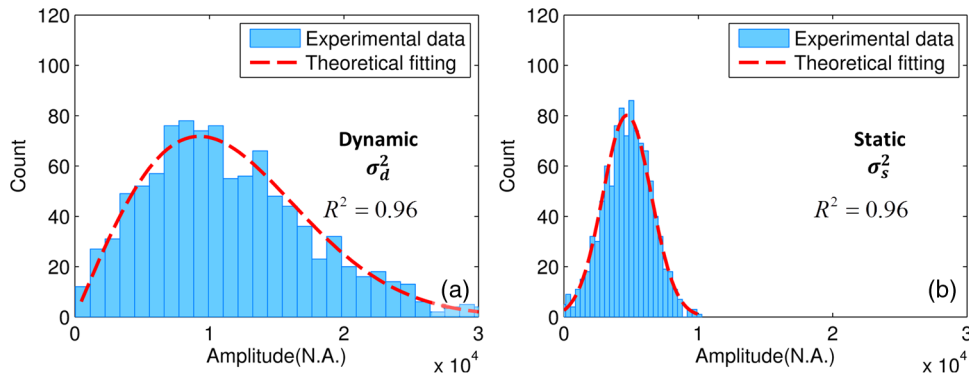 120
100
80
60
40
20
0
Count
Experimental data
Theoretical fitting
Dynamic
σ_d^2
R^2 = 0.96
(a)
0
1
2
3
Amplitude(N.A.)
x 10^4
120
100
80
60
40
20
0
Count
Experimental data
Theoretical fitting
Static
σ_s^2
R^2 = 0.96
(b)
0
1
2
3
Amplitude(N.A.)
x 10^4